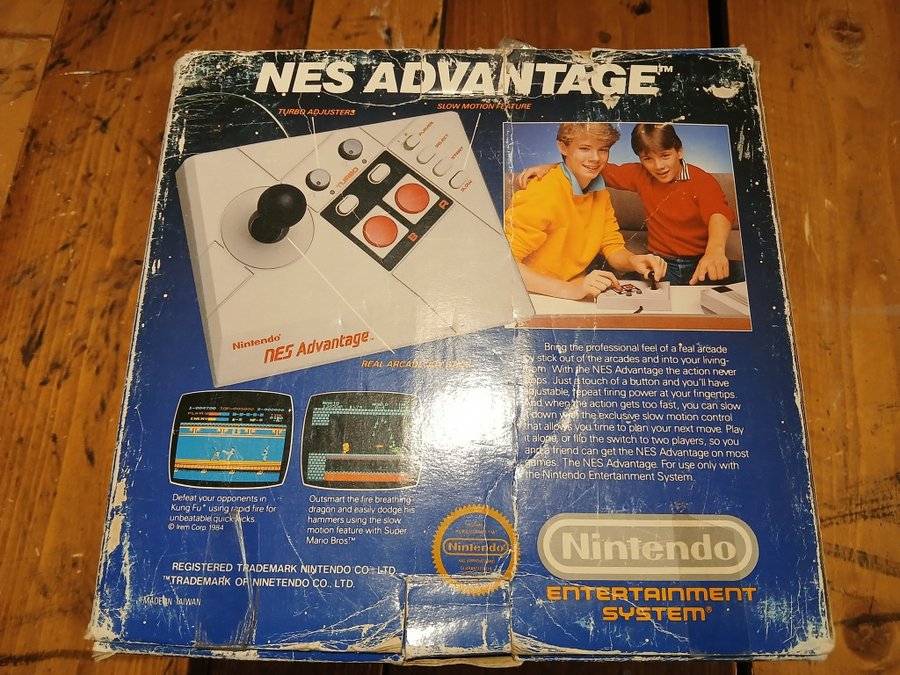 NES ADVANTAGE™
TURBO ADJUSTERS
SLOW MOTION FEATURE
PLAYER
SELECT
START
SLOW
TURBO
B
A
Nintendo®
NES Advantage™
REAL ARCADE
Bring the professional feel of a real arcade
stick out of the arcades and into your living-
With the NES Advantage the action never
Just a touch of a button and you'll have
adjustable, repeat firing power at your fingertips.
And when the action gets too fast, you can slow
down with the exclusive slow motion control
that allows you time to plan your next move. Play
it alone, or flip the switch to two players, so you
and a friend can get the NES Advantage on most
games. The NES Advantage. For use only with
the Nintendo Entertainment System.
Defeat your opponents in
Kung Fu* using rapid fire for
unbeatable quick kicks.
© Irem Corp 1984
Outsmart the fire breathing
dragon and easily dodge his
hammers using the slow
motion feature with Super
Mario Bros™
Nintendo
Nintendo
ENTERTAINMENT
SYSTEM®
REGISTERED TRADEMARK NINTENDO CO., LTD.
™TRADEMARK OF NINETENDO CO. LTD.
MADE IN TAIWAN